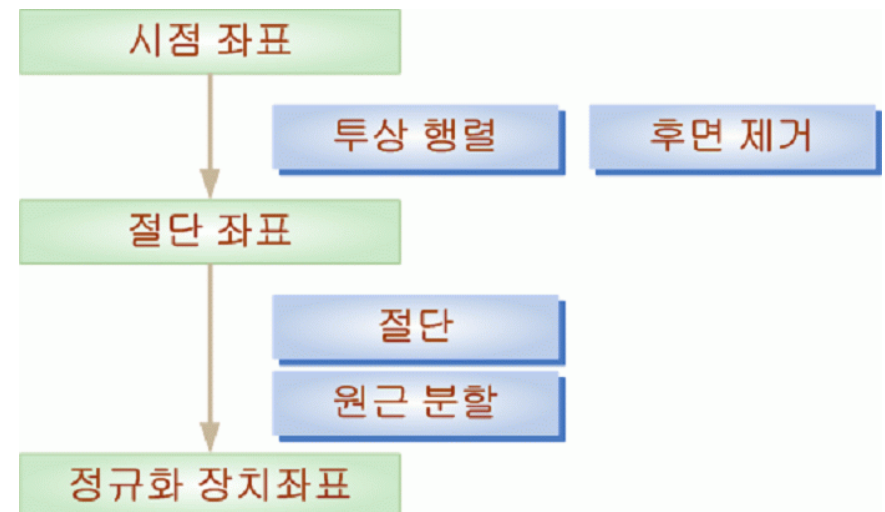 시점 좌표
투상 행렬
후면 제거
절단 좌표
절단
원근 분할
정규화 장치좌표